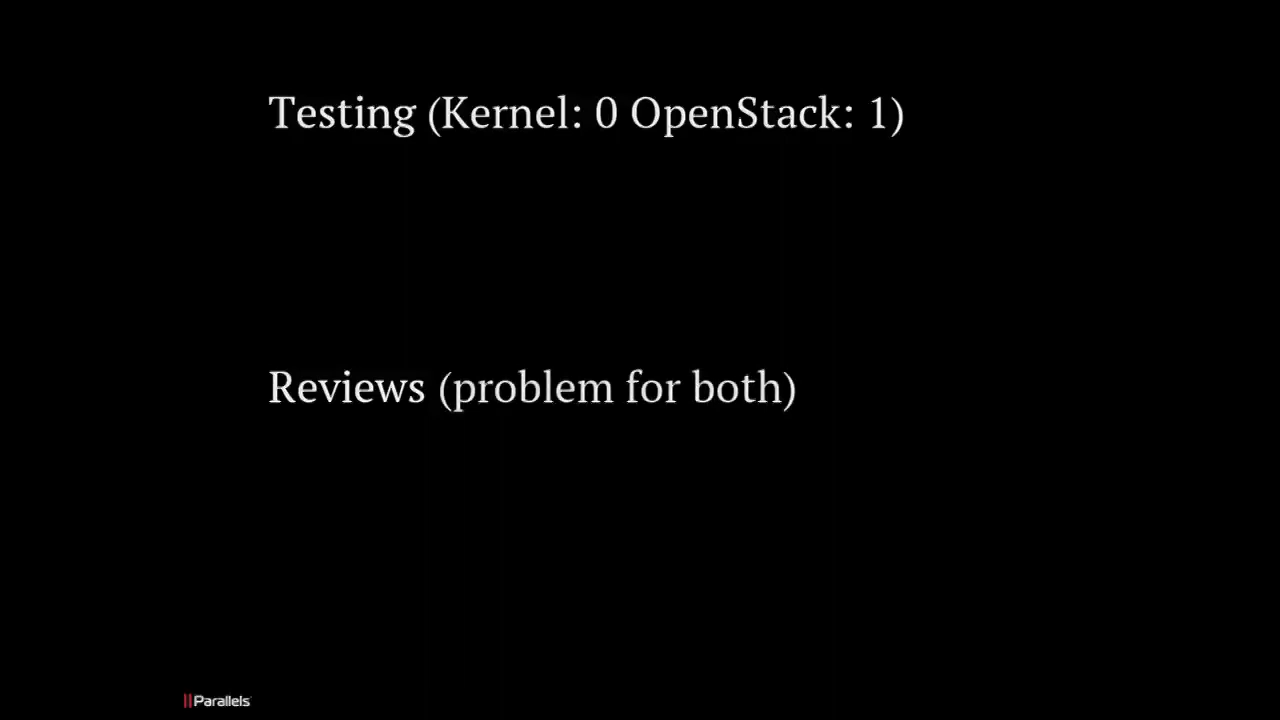 Testing (Kernel: 0 OpenStack: 1)
Reviews (problem for both)
Parallels